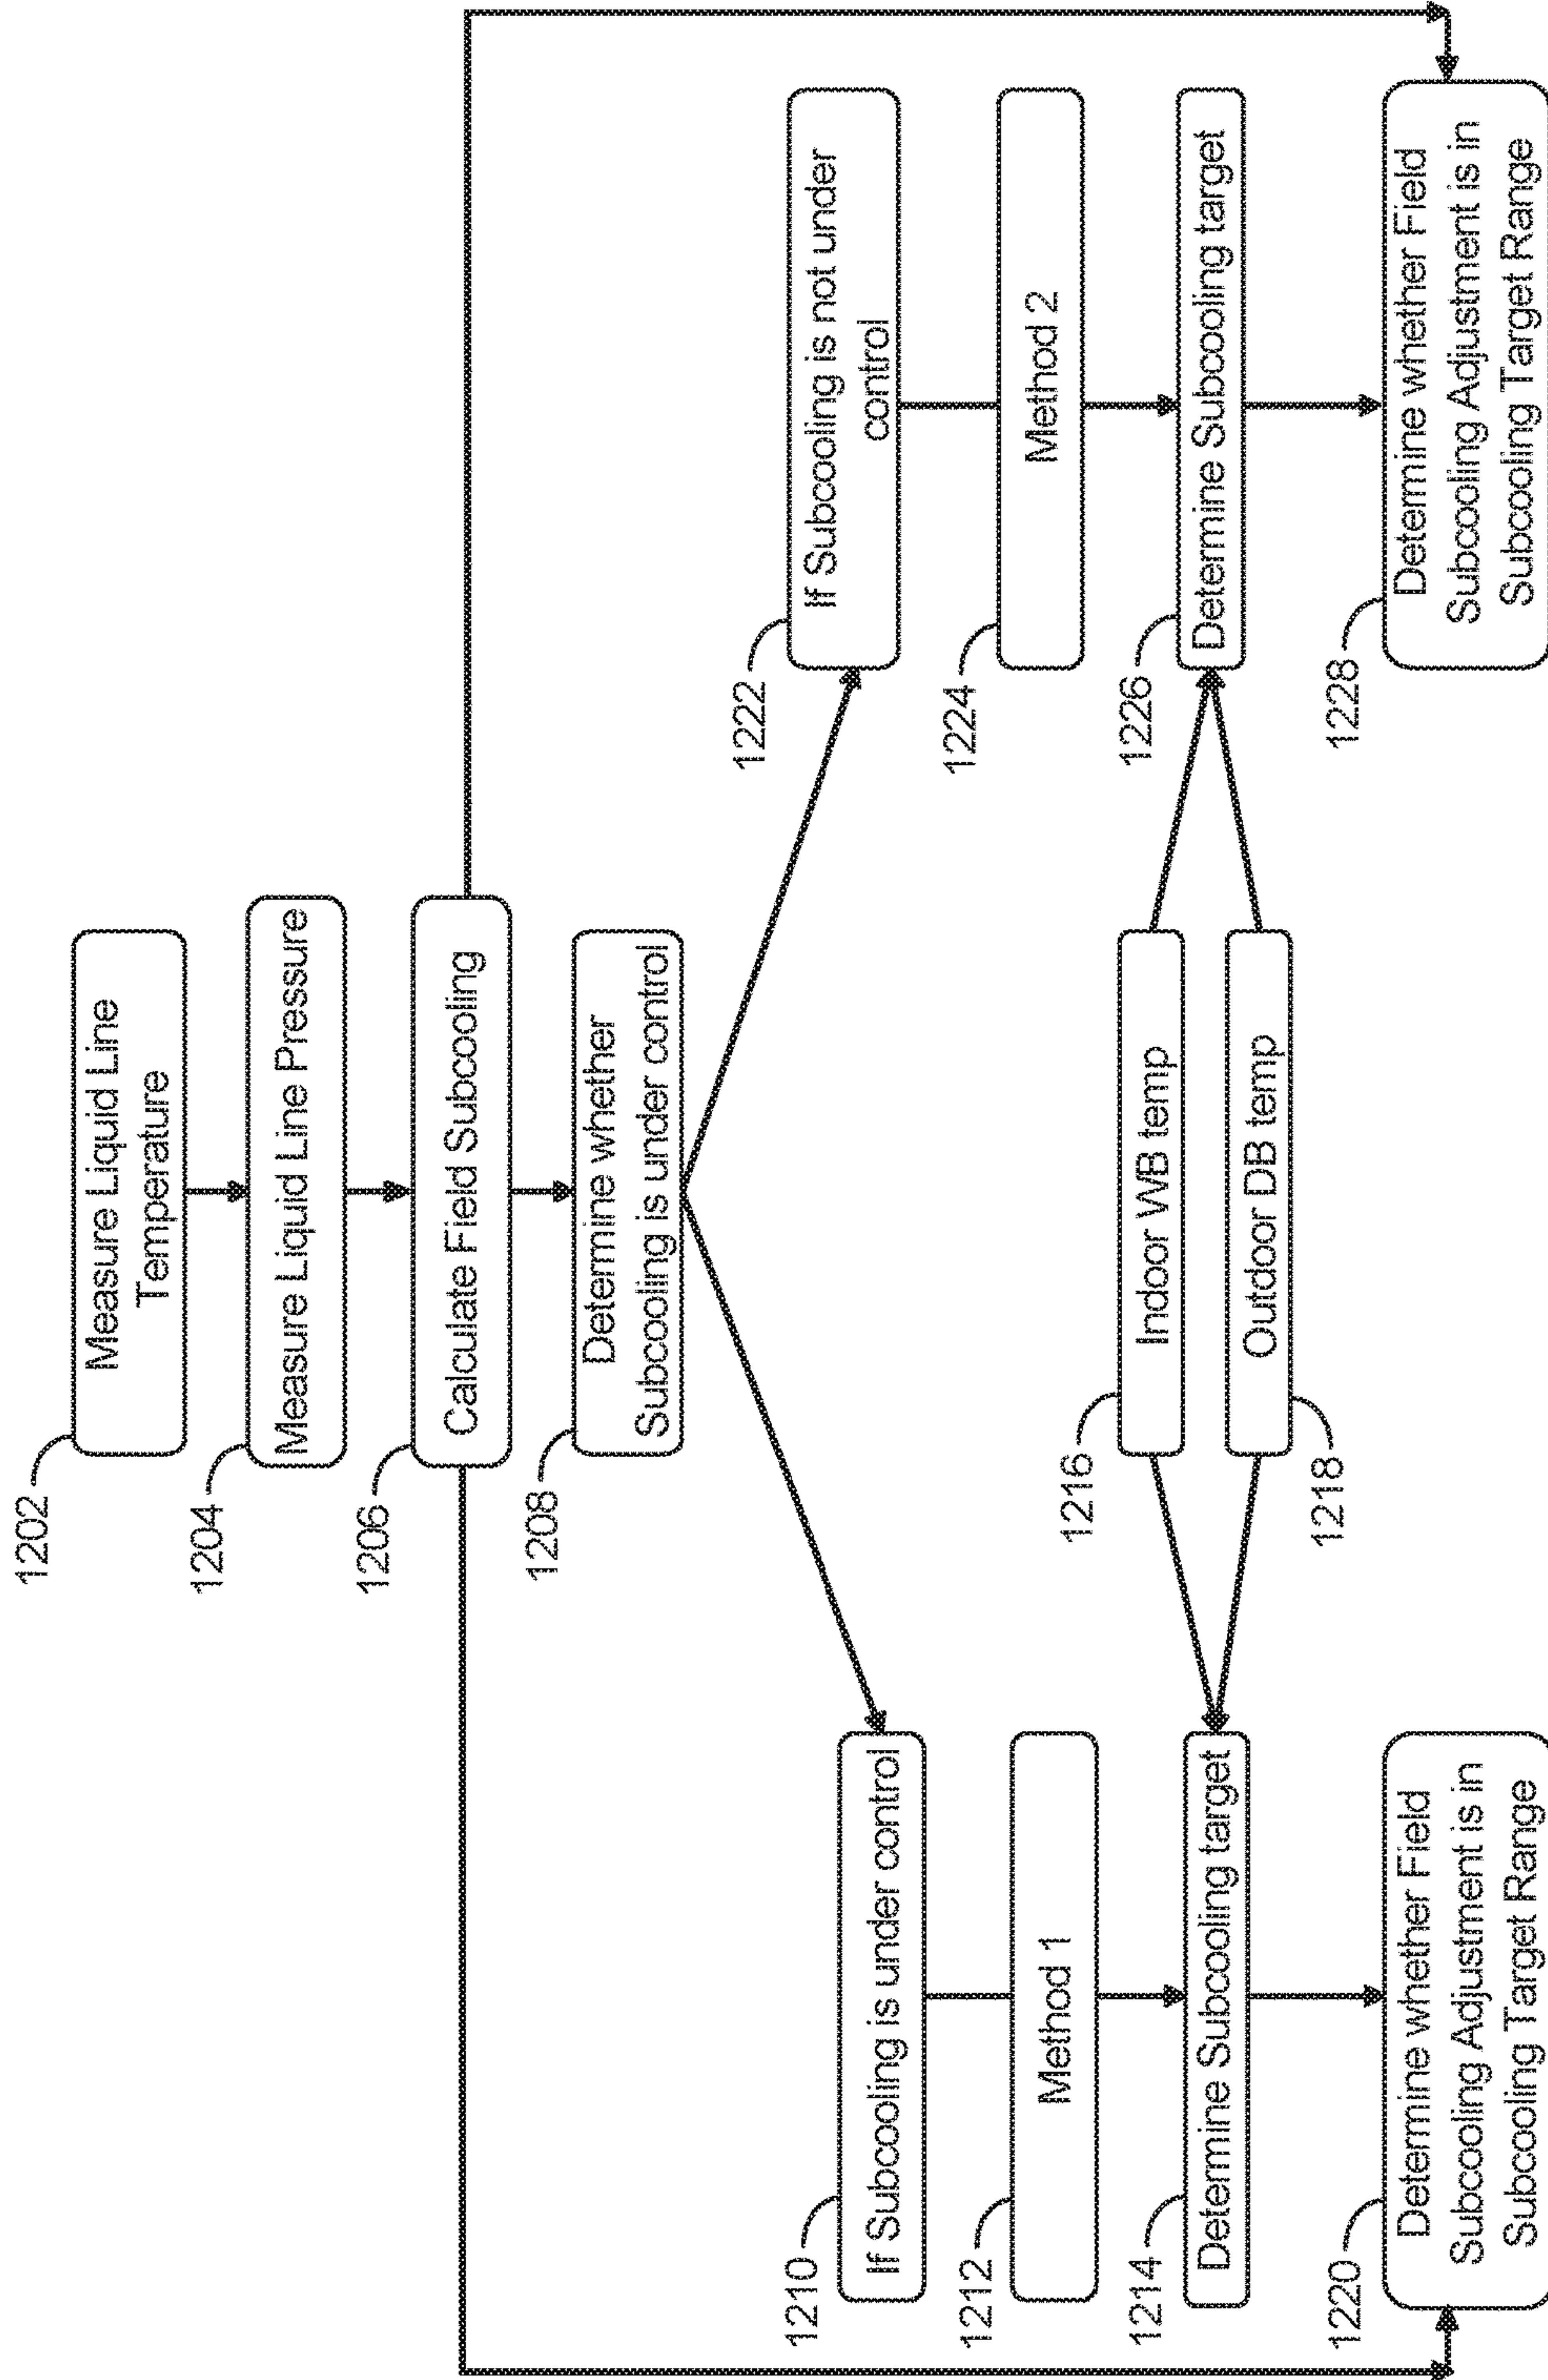 1202
Measure Liquid Line
Temperature
1204
Measure Liquid Line Pressure
1206
Calculate Field Subcooling
1208
Determine whether
Subcooling is under control
1210
If Subcooling is under control
1212
Method 1
1214
Determine Subcooling target
1216
Indoor WB temp
1218
Outdoor DB temp
1220
Determine whether Field
Subcooling Adjustment is in
Subcooling Target Range
1222
If Subcooling is not under
control
1224
Method 2
1226
Determine Subcooling target
1228
Determine whether Field
Subcooling Adjustment is in
Subcooling Target Range